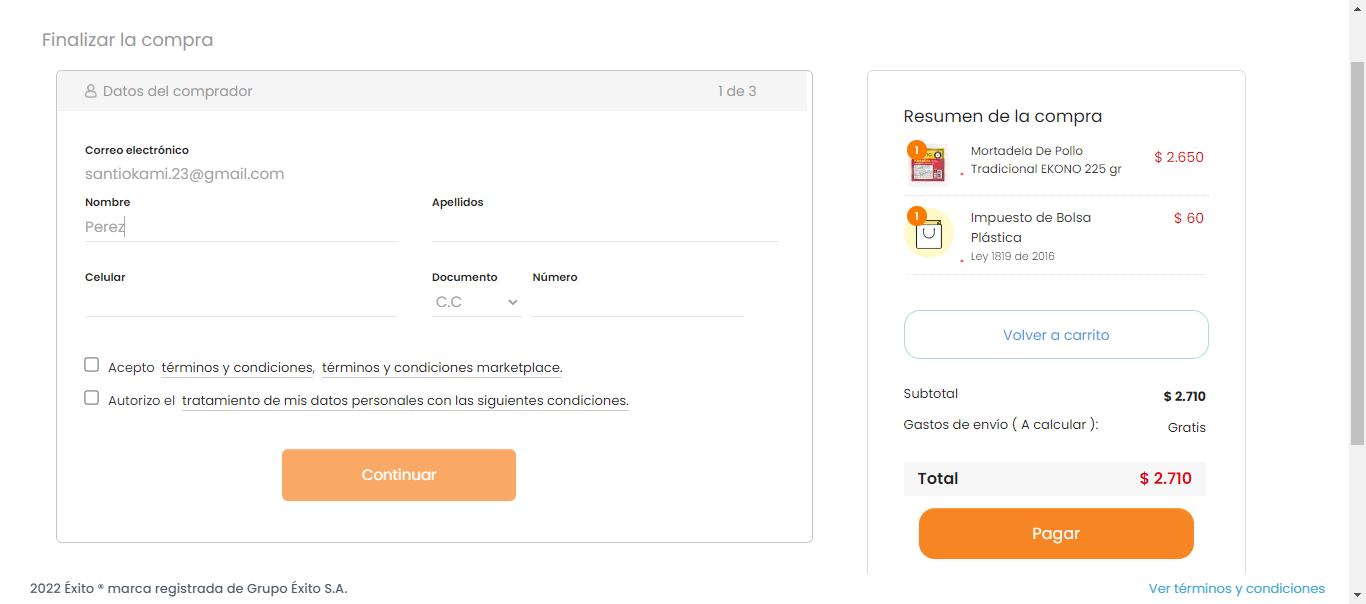 Finalizar la compra
Datos del comprador 1 de 3
Correo electrónico
santiokami.23@gmail.com
Nombre Apellidos
Perez
Celular Documento Número
C.C
Acepto términos y condiciones, términos y condiciones marketplace.
Autorizo el tratamiento de mis datos personales con las siguientes condiciones.
Continuar
Resumen de la compra
1 Mortadela De Pollo $ 2.650
Tradicional EKONO 225 gr
1 Impuesto de Bolsa $ 60
Plástica
Ley 1819 de 2016
Volver a carrito
Subtotal $ 2.710
Gastos de envío ( A calcular ): Gratis
Total $ 2.710
Pagar
2022 Éxito ® marca registrada de Grupo Éxito S.A. Ver términos y condiciones